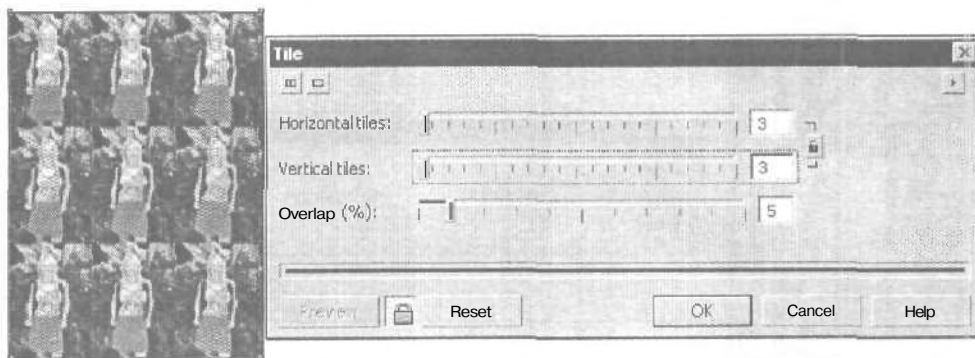 Tile
Horizontal tiles: 3
Vertical tiles: 3
Overlap (%): 5
Preview Reset OK Cancel Help